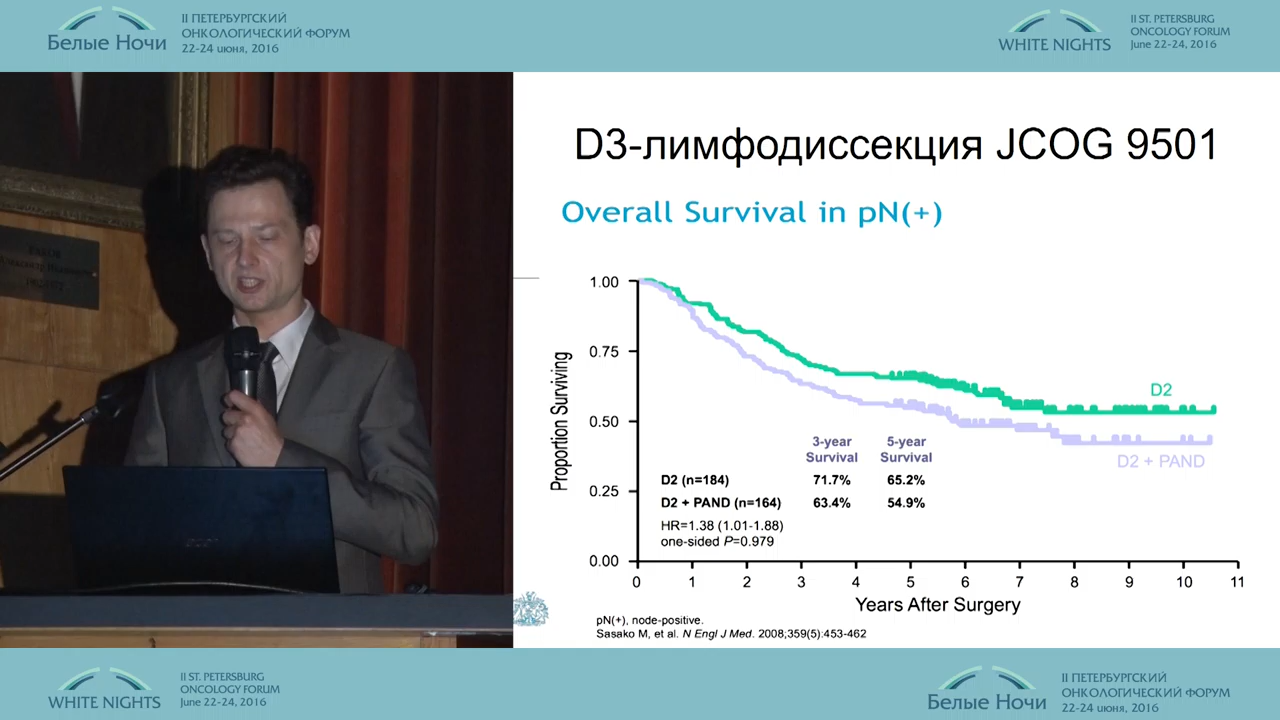 II ПЕТЕРБУРГСКИЙ
ОНКОЛОГИЧЕСКИЙ ФОРУМ
22-24 июня, 2016
Белые Ночи
II ST. PETERSBURG
ONCOLOGY FORUM
June 22-24, 2016
WHITE NIGHTS
D3-лимфодиссекция JCOG 9501
Overall Survival in pN(+)
1.00
0.75
0.50
0.25
0.00
Proportion Surviving
D2
D2 + PAND
3-year Survival
5-year Survival
D2 (n=184) 71.7% 65.2%
D2 + PAND (n=164) 63.4% 54.9%
HR=1.38 (1.01-1.88)
one-sided P=0.979
0 1 2 3 4 5 6 7 8 9 10 11
Years After Surgery
pN(+), node-positive.
Sasako M, et al. N Engl J Med. 2008;359(5):453-462
WHITE NIGHTS
II ST. PETERSBURG
ONCOLOGY FORUM
June 22-24, 2016
Белые Ночи
II ПЕТЕРБУРГСКИЙ
ОНКОЛОГИЧЕСКИЙ ФОРУМ
22-24 июня, 2016